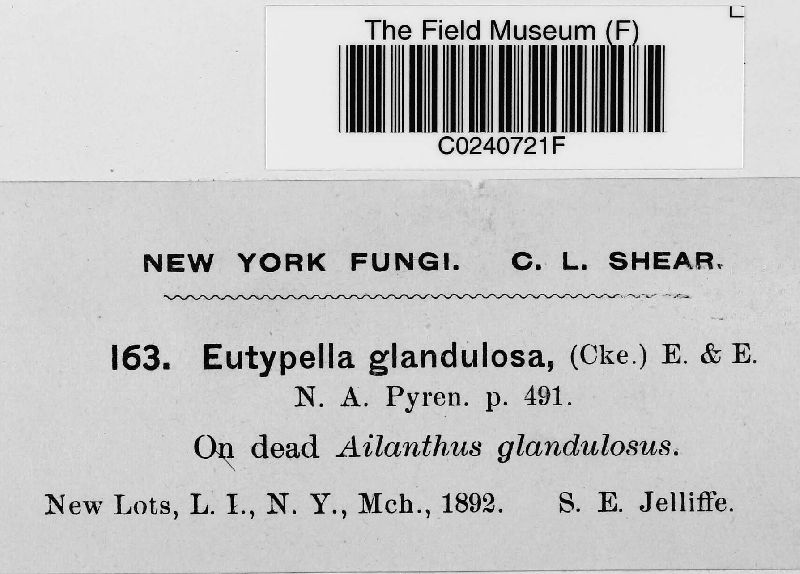 The Field Museum (F)
C0240721F
NEW YORK FUNGI. C. L. SHEAR.
163. Eutypella glandulosa, (Cke.) E. & E.
N. A. Pyren. p. 491.
On dead Ailanthus glandulosus.
New Lots, L. I., N. Y., Mch., 1892. S. E. Jelliffe.